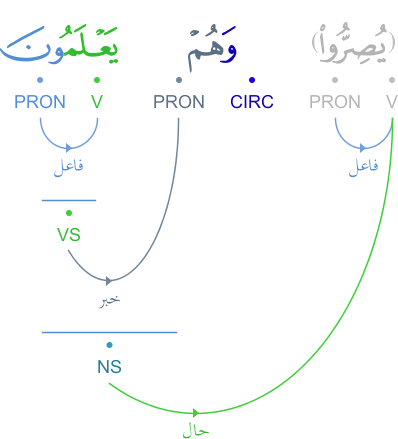 (يُصِرُّوا۟) وَهُمْ يَعْلَمُونَ
PRON V PRON CIRC PRON V
فاعل فاعل
VS
خبر
NS
حال